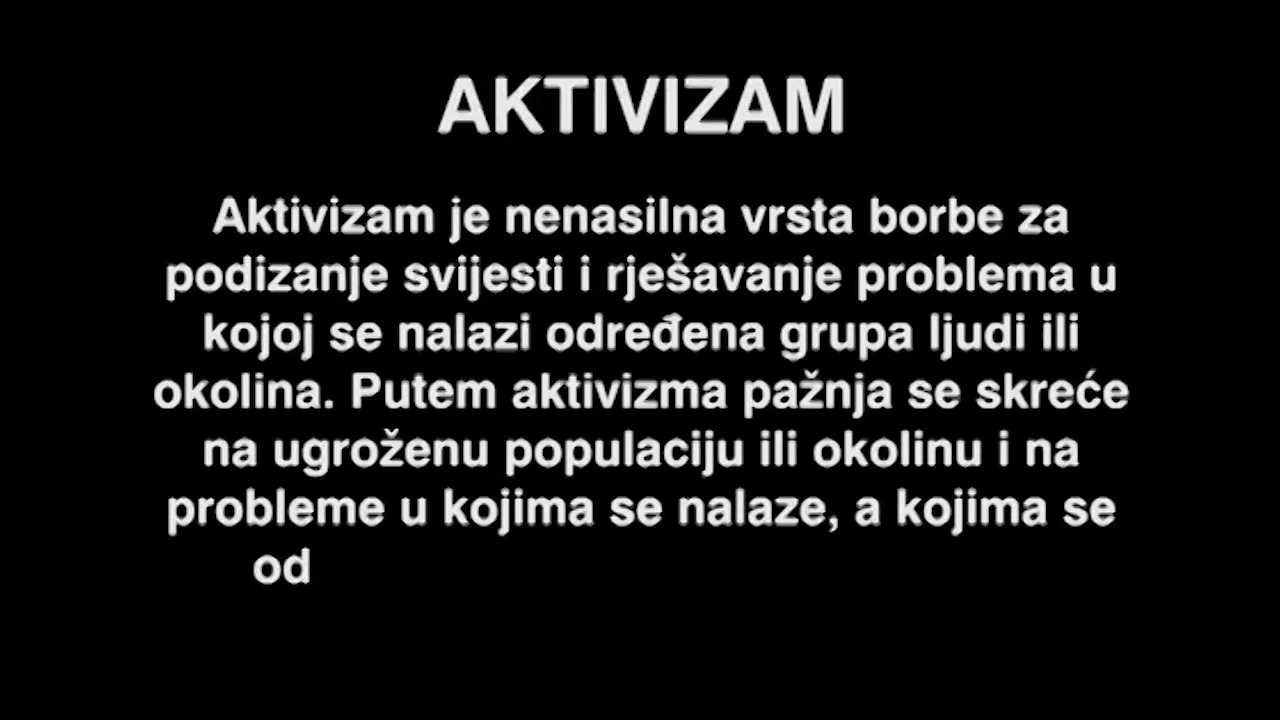 AKTIVIZAM
Aktivizam je nenasilna vrsta borbe za
podizanje svijesti i rješavanje problema u
kojoj se nalazi određena grupa ljudi ili
okolina. Putem aktivizma pažnja se skreće
na ugroženu populaciju ili okolinu i na
probleme u kojima se nalaze, a kojima se
od